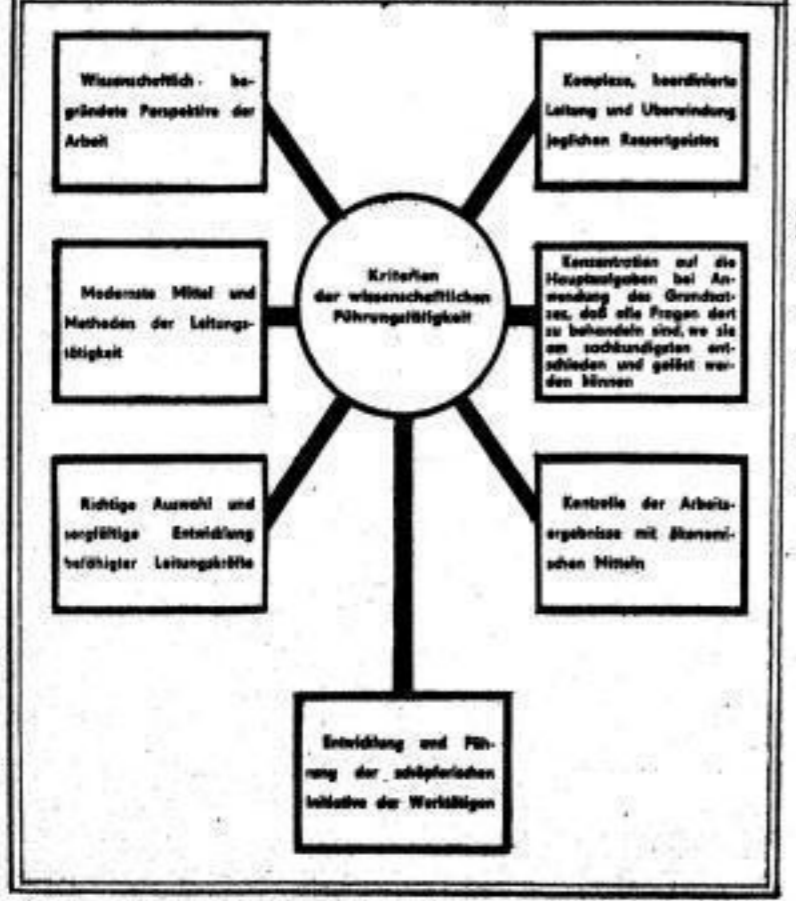 Wissenschaftlich be-
gründete Perspektive der
Arbeit
Komplexe, koordinierte
Leitung und Überwindung
jeglichen Ressortgeistes
Modernste Mittel und
Methoden der Leitungs-
tätigkeit
Kriterien
der wissenschaftlichen
Führungstätigkeit
Konzentration auf die
Hauptaufgaben bei An-
wendung des Grundsat-
zes, daß alle Fragen dort
zu behandeln sind, wo sie
am sachkundigsten ent-
schieden und gelöst wer-
den können
Richtige Auswahl und
sorgfältige Entwicklung
befähigter Leitungskräfte
Kontrolle der Arbeits-
ergebnisse mit ökonomi-
schen Mitteln
Entwicklung und Füh-
rung der schöpferischen
Initiative der Werktätigen